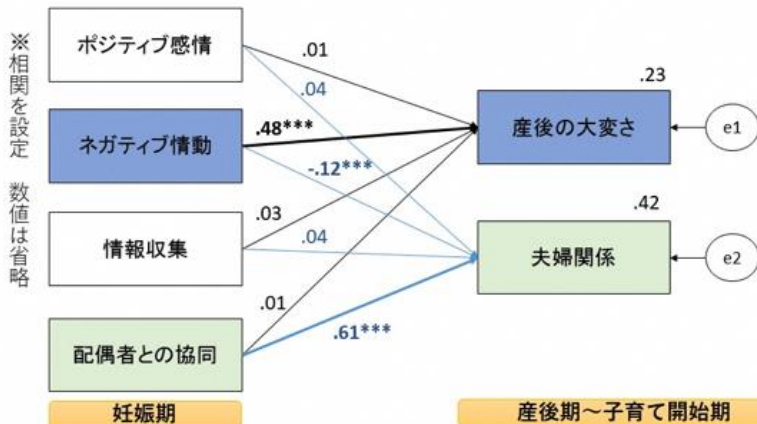 ※相関を設定　数値は省略
ポジティブ感情
ネガティブ情動
情報収集
配偶者との協同
妊娠期
.01
.04
.48***
-.12***
.03
.04
.01
.61***
.23
産後の大変さ
e1
.42
夫婦関係
e2
産後期～子育て開始期